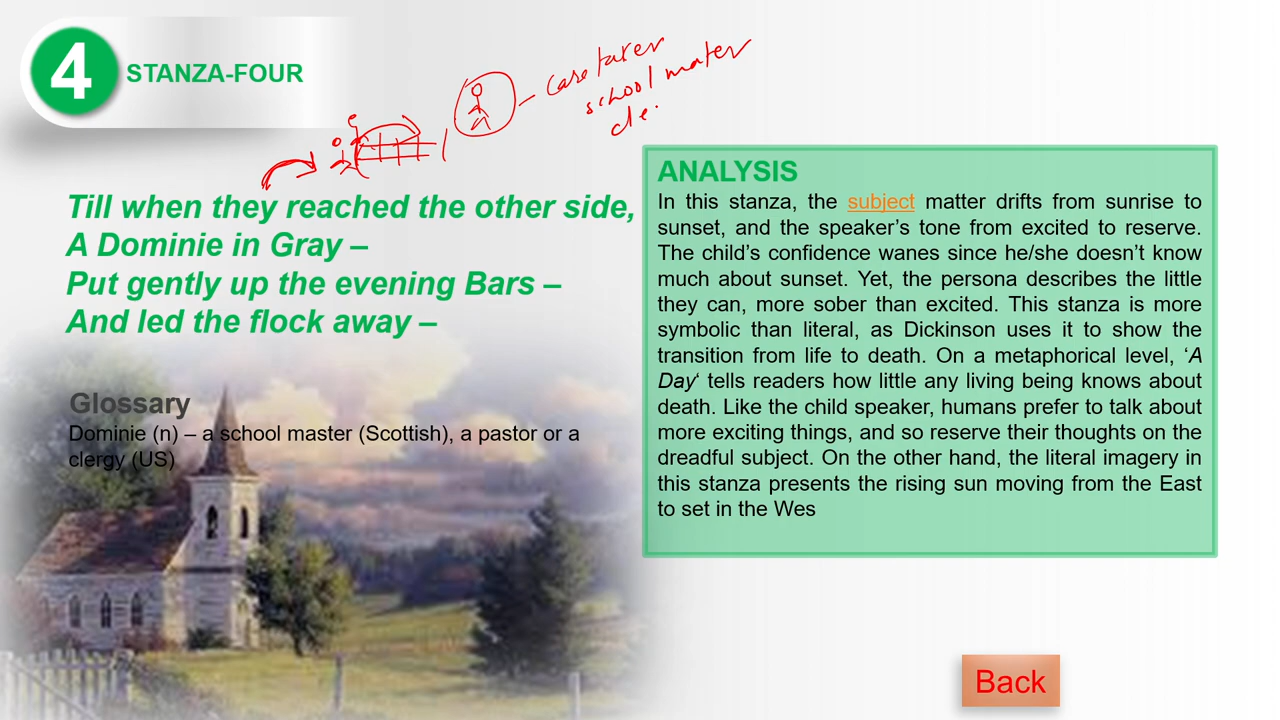 4
STANZA-FOUR
care taker
school mater
cle.
Till when they reached the other side,
A Dominie in Gray –
Put gently up the evening Bars –
And led the flock away –
Glossary
Dominie (n) – a school master (Scottish), a pastor or a
clergy (US)
ANALYSIS
In this stanza, the subject matter drifts from sunrise to
sunset, and the speaker’s tone from excited to reserve.
The child’s confidence wanes since he/she doesn’t know
much about sunset. Yet, the persona describes the little
they can, more sober than excited. This stanza is more
symbolic than literal, as Dickinson uses it to show the
transition from life to death. On a metaphorical level, ‘A
Day‘ tells readers how little any living being knows about
death. Like the child speaker, humans prefer to talk about
more exciting things, and so reserve their thoughts on the
dreadful subject. On the other hand, the literal imagery in
this stanza presents the rising sun moving from the East
to set in the Wes
Back